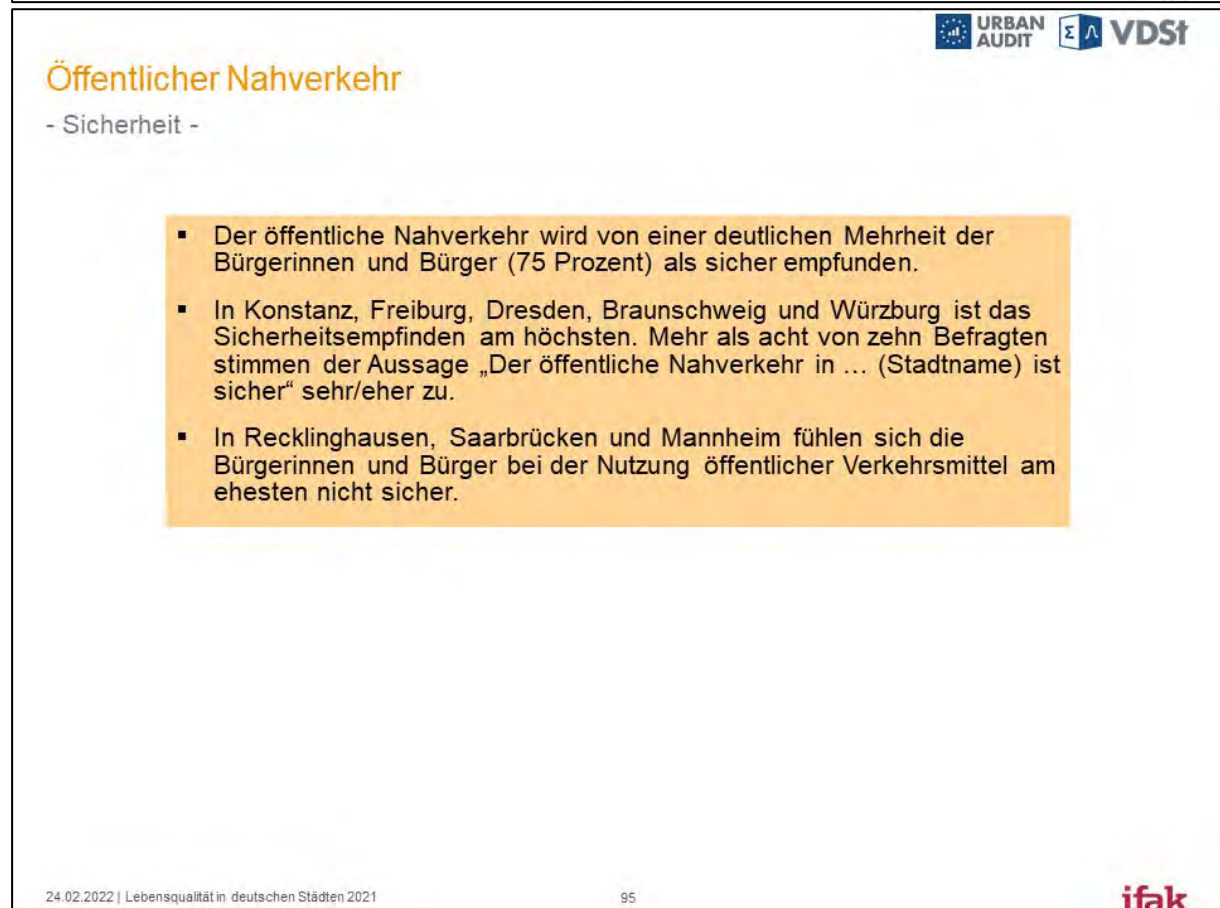 URBAN
AUDIT
VDSt
Öffentlicher Nahverkehr
- Sicherheit -
▪ Der öffentliche Nahverkehr wird von einer deutlichen Mehrheit der
Bürgerinnen und Bürger (75 Prozent) als sicher empfunden.
▪ In Konstanz, Freiburg, Dresden, Braunschweig und Würzburg ist das
Sicherheitsempfinden am höchsten. Mehr als acht von zehn Befragten
stimmen der Aussage „Der öffentliche Nahverkehr in … (Stadtname) ist
sicher“ sehr/eher zu.
▪ In Recklinghausen, Saarbrücken und Mannheim fühlen sich die
Bürgerinnen und Bürger bei der Nutzung öffentlicher Verkehrsmittel am
ehesten nicht sicher.
24.02.2022 | Lebensqualität in deutschen Städten 2021
95
ifak